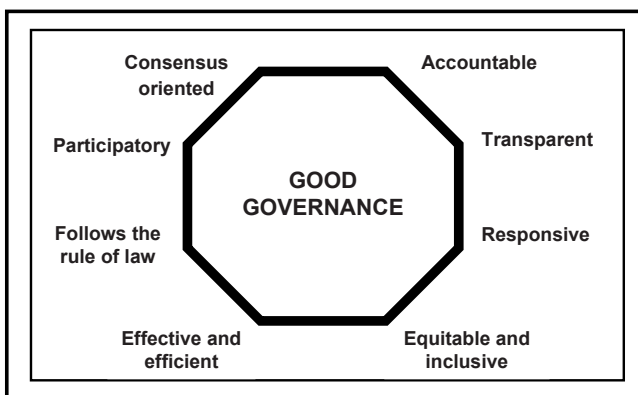 Consensus
oriented
Accountable
Participatory
Transparent
GOOD
GOVERNANCE
Follows the
rule of law
Responsive
Effective and
efficient
Equitable and
inclusive